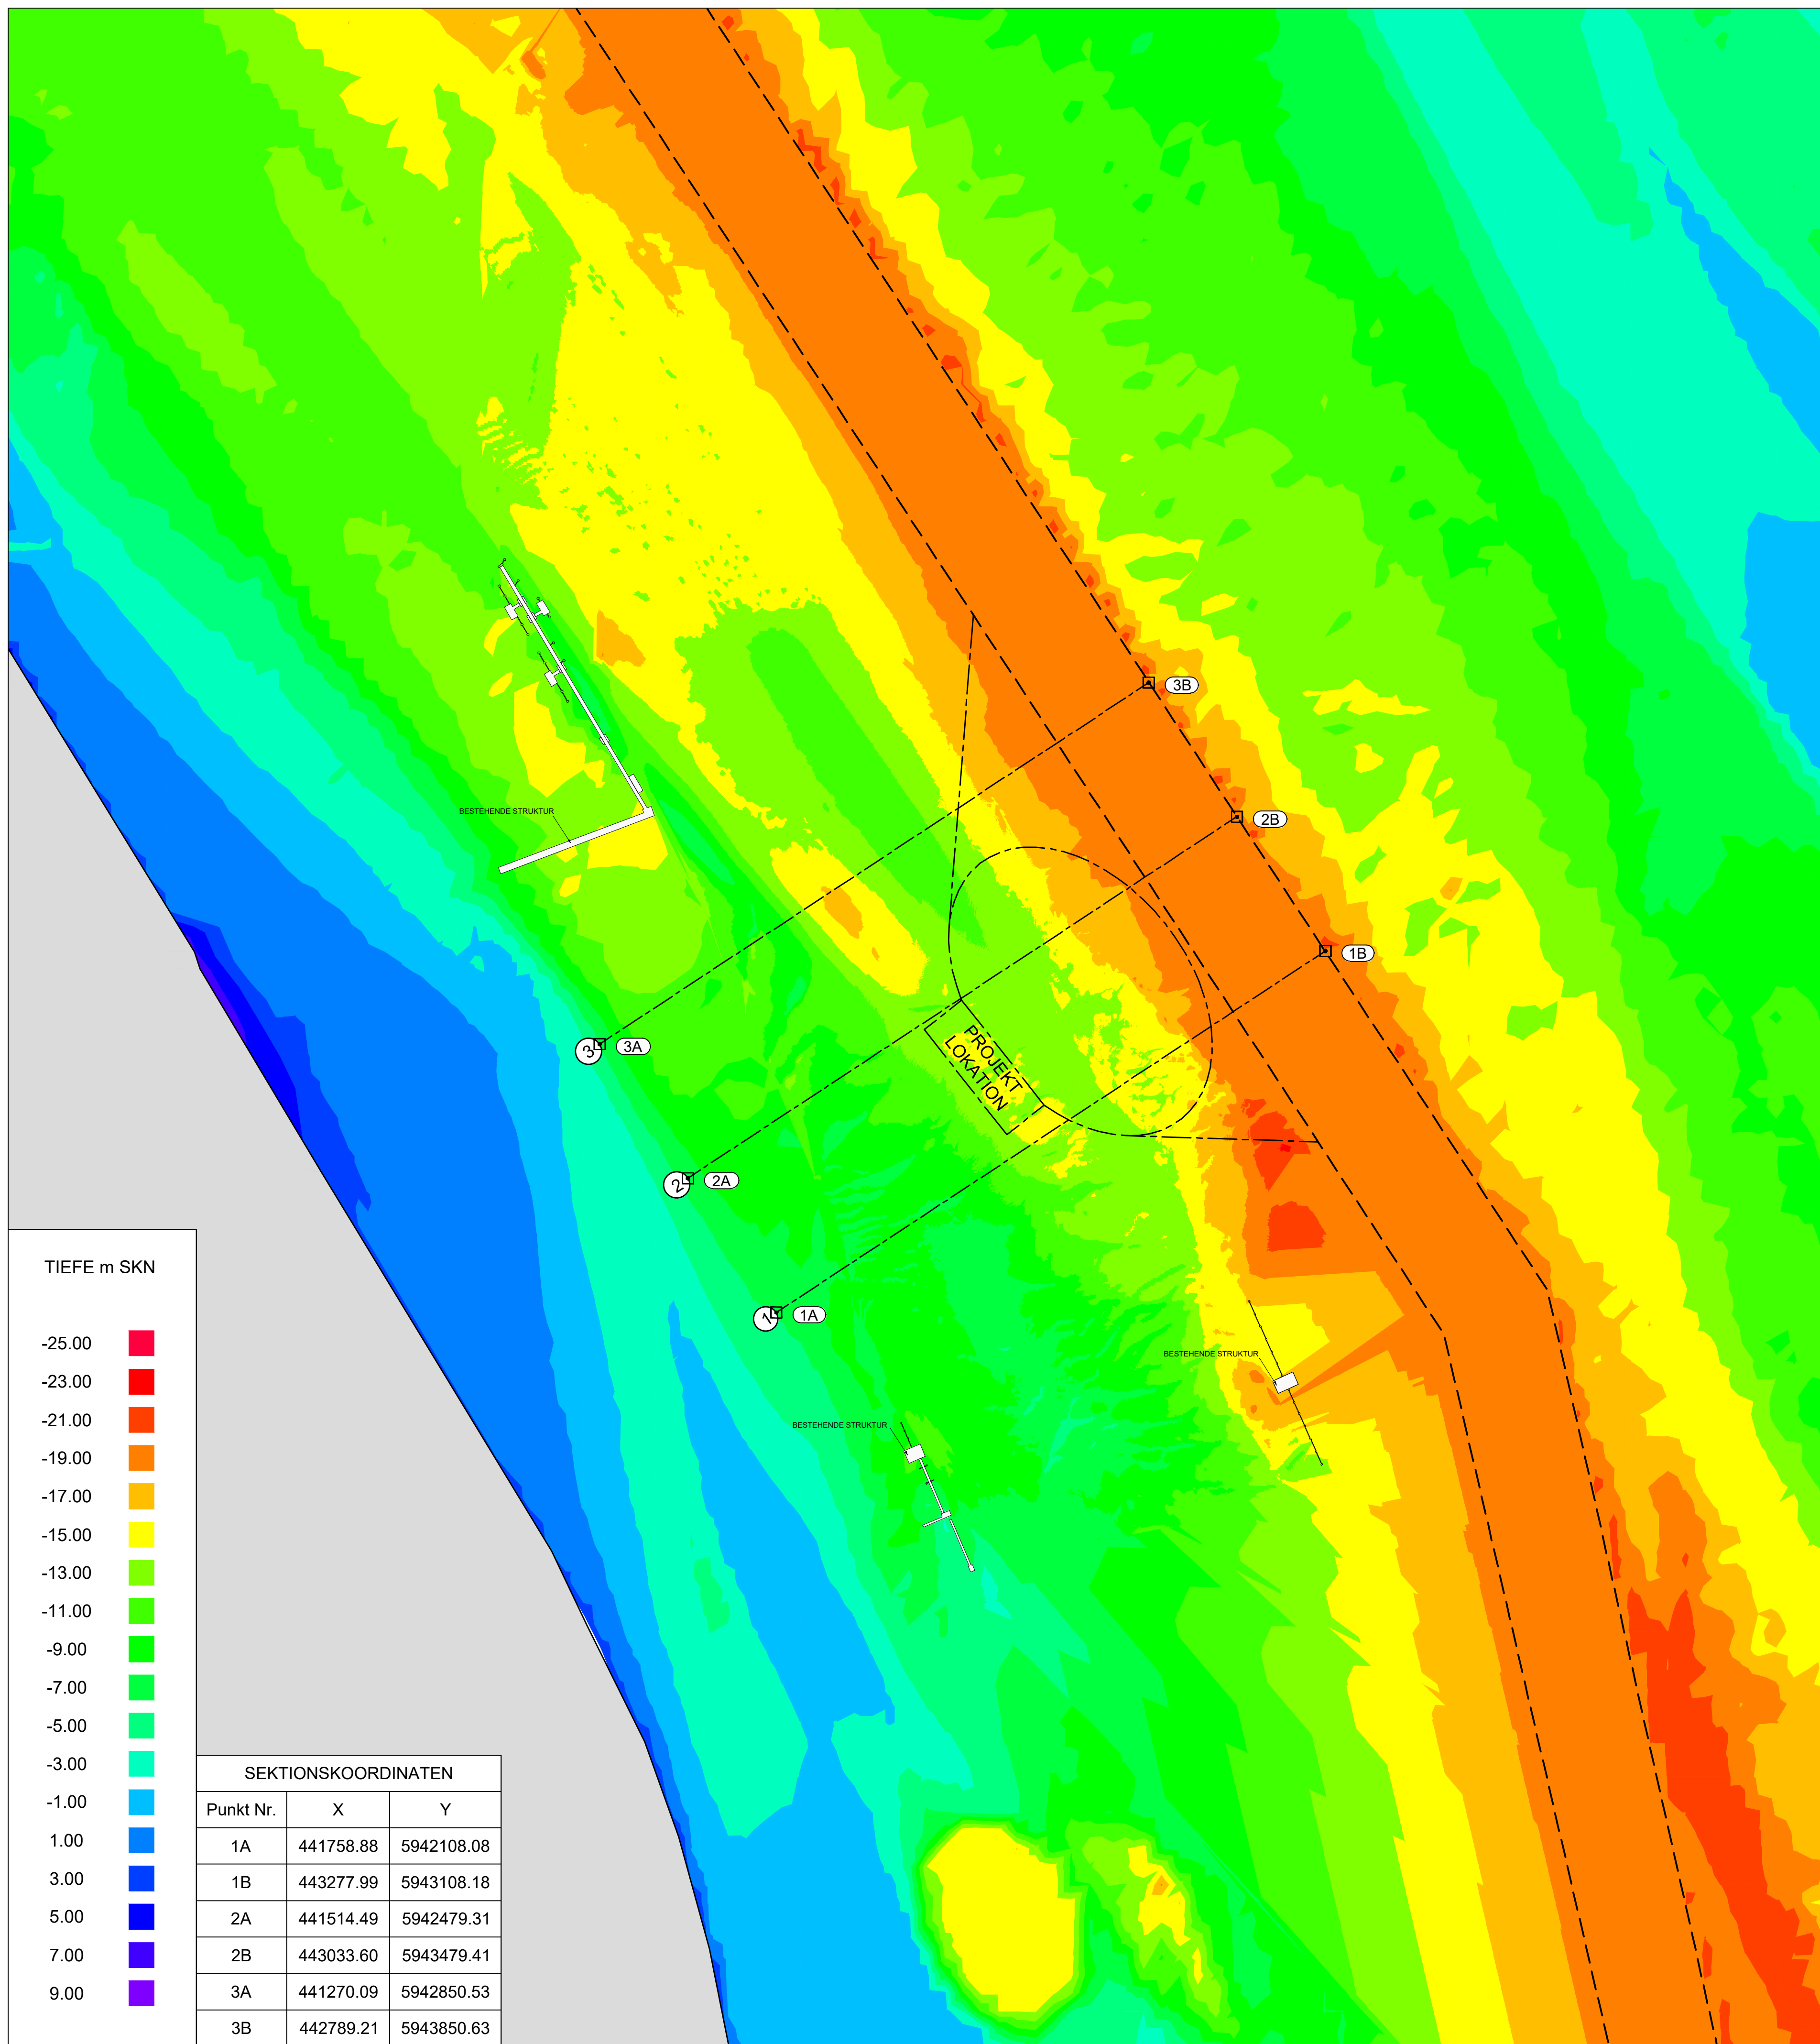 3B
2B
BESTEHENDE STRUKTUR
1B
PROJEKT
LOKATION
3
3A
2
2A
1
1A
BESTEHENDE STRUKTUR
BESTEHENDE STRUKTUR
TIEFE m SKN
-25.00
-23.00
-21.00
-19.00
-17.00
-15.00
-13.00
-11.00
-9.00
-7.00
-5.00
-3.00
-1.00
1.00
3.00
5.00
7.00
9.00
SEKTIONSKOORDINATEN
Punkt Nr. X Y
1A 441758.88 5942108.08
1B 443277.99 5943108.18
2A 441514.49 5942479.31
2B 443033.60 5943479.41
3A 441270.09 5942850.53
3B 442789.21 5943850.63